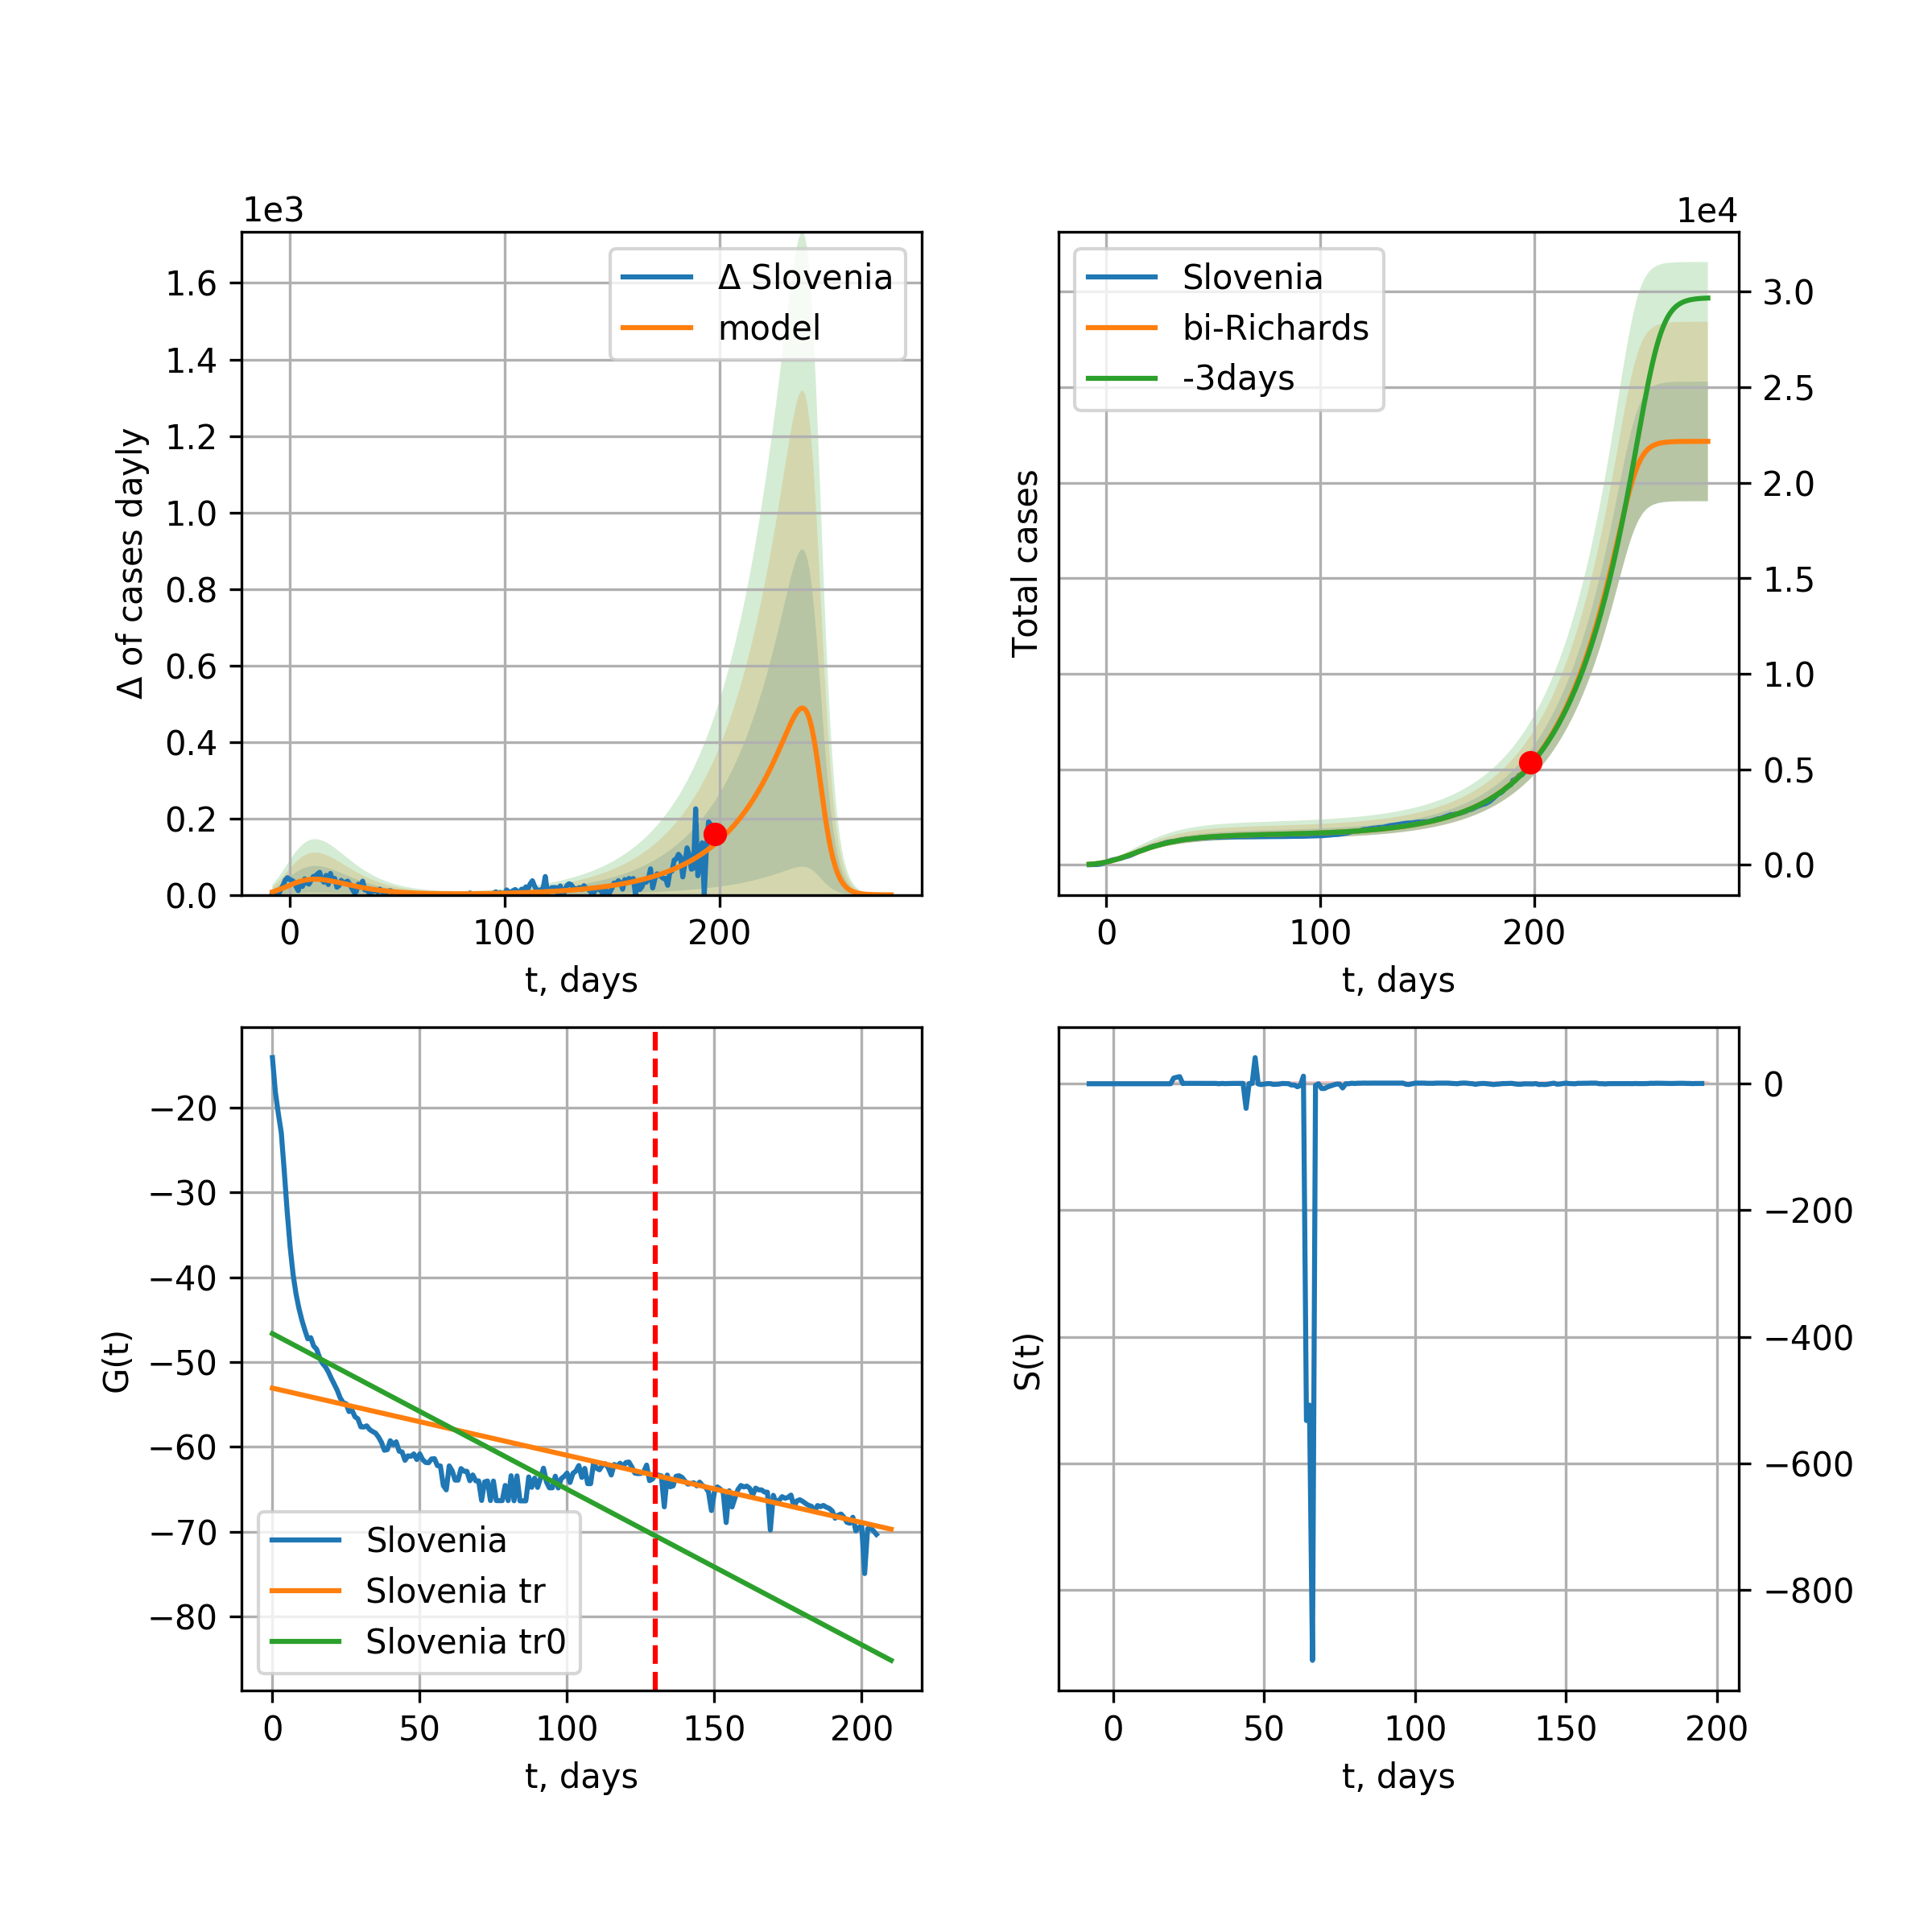 1e3
1.6
1.4
1.2
1.0
0.8
0.6
0.4
0.2
0.0
Δ of cases dayly
Δ Slovenia
model
0 100 200
t, days
1e4
Slovenia
bi-Richards
-3days
Total cases
3.0
2.5
2.0
1.5
1.0
0.5
0.0
0 100 200
t, days
−20
−30
−40
−50
−60
−70
−80
G(t)
Slovenia
Slovenia tr
Slovenia tr0
0 50 100 150 200
t, days
S(t)
0
−200
−400
−600
−800
0 50 100 150 200
t, days